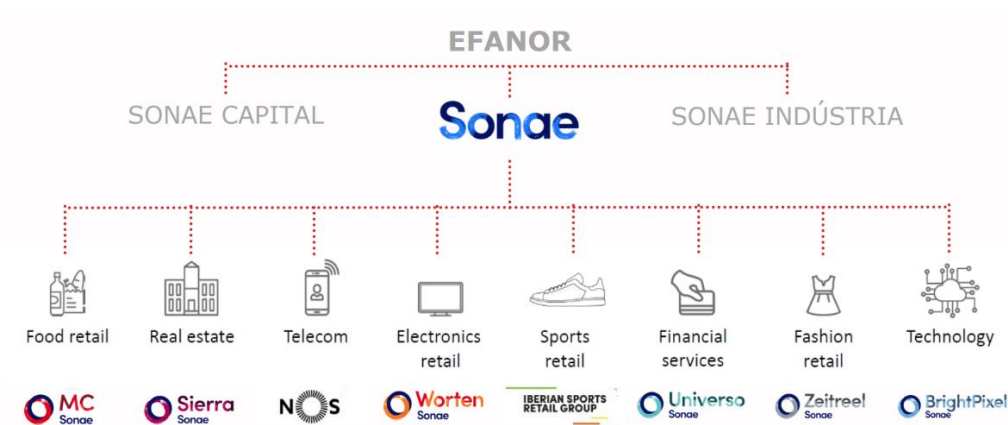 EFANOR
SONAE CAPITAL
Sonae
SONAE INDÚSTRIA
Food retail
Real estate
Telecom
Electronics
retail
Sports
retail
Financial
services
Fashion
retail
Technology
MC
Sonae
Sierra
Sonae
NOS
Worten
Sonae
IBERIAN SPORTS
RETAIL GROUP
Universo
Sonae
Zeitreel
Sonae
BrightPixel
Sonae